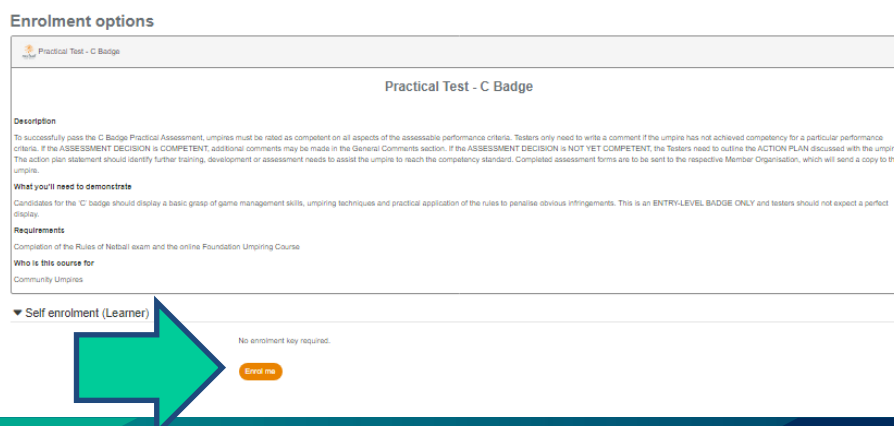 Enrolment options
Practical Test - C Badge
Practical Test - C Badge
Description
To successfully pass the C Badge Practical Assessment, umpires must be rated as competent on all aspects of the assessable performance criteria. Testers only need to write a comment if the umpire has not achieved competency for a particular performance
criteria. If the ASSESSMENT DECISION is COMPETENT, additional comments may be made in the General Comments section. If the ASSESSMENT DECISION is NOT YET COMPETENT, the Testers need to outline the ACTION PLAN discussed with the umpir
The action plan statement should identify further training, development or assessment needs to assist the umpire to reach the competency standard. Completed assessment forms are to be sent to the respective Member Organisation, which will send a copy to th
umpire.
What you'll need to demonstrate
Candidates for the 'C' badge should display a basic grasp of game management skills, umpiring techniques and practical application of the rules to penalise obvious infringements. This is an ENTRY-LEVEL BADGE ONLY and testers should not expect a perfect
display.
Requirements
Completion of the Rules of Netball exam and the online Foundation Umpiring Course
Who is this course for
Community Umpires
Self enrolment (Learner)
No enrolment key required.
Enrol me